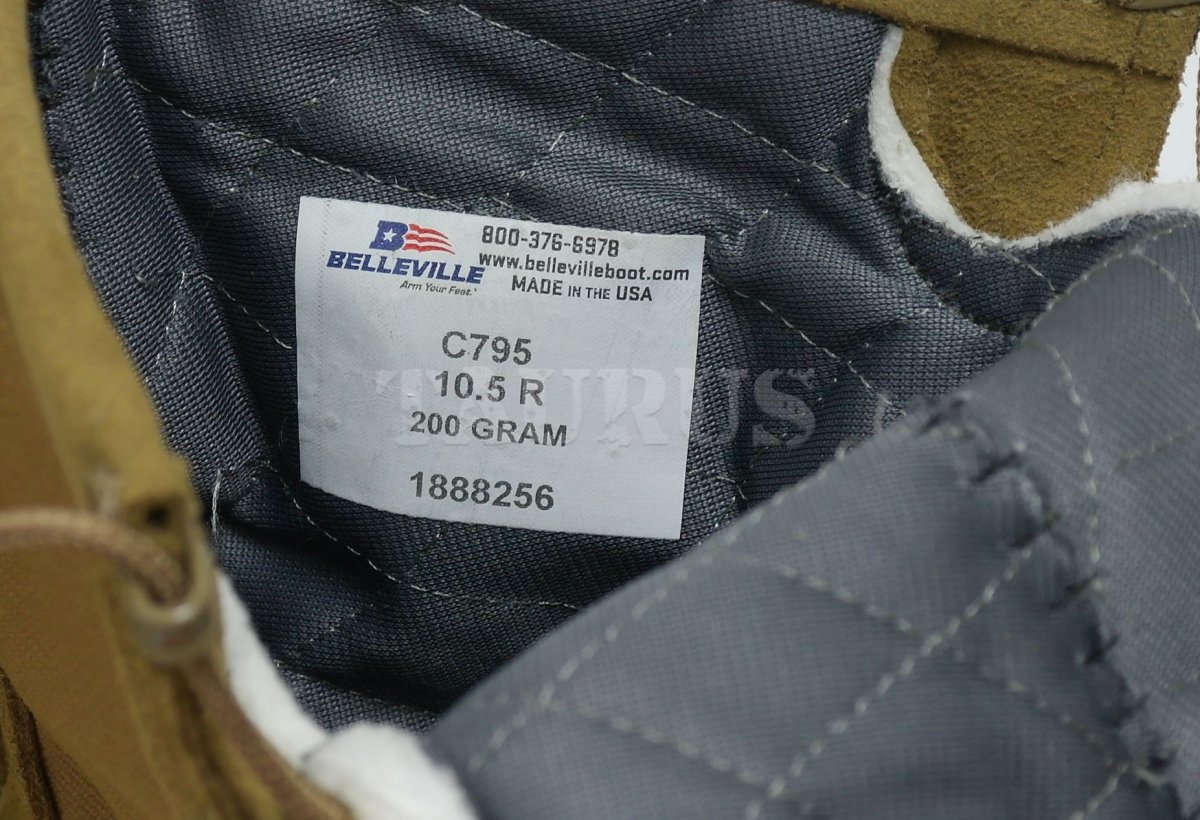 B
BELLEVILLE
Arm Your Feet.
800-376-6978
www.bellevilleboot.com
MADE IN THE USA
C795
10.5 R
200 GRAM
TAURUS
1888256